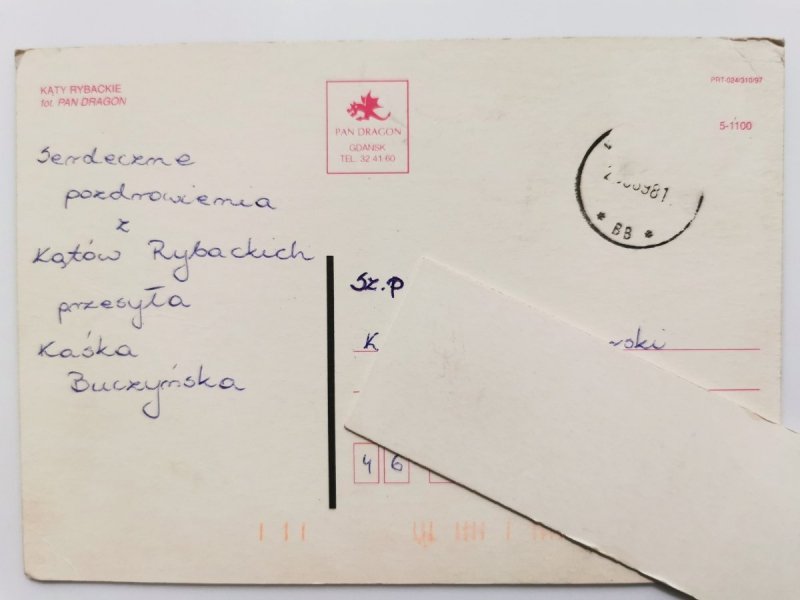 KĄTY RYBACKIE
fot. PAN DRAGON
PAN DRAGON
GDAŃSK
TEL. 32 41-60
PRT-024/310/97
5-1100
BB
Serdeczne
pozdrowienia
z
Kątów Rybackich
przesyła
Kaśka
Buczyńska
Sz.p
K
rski
4 6